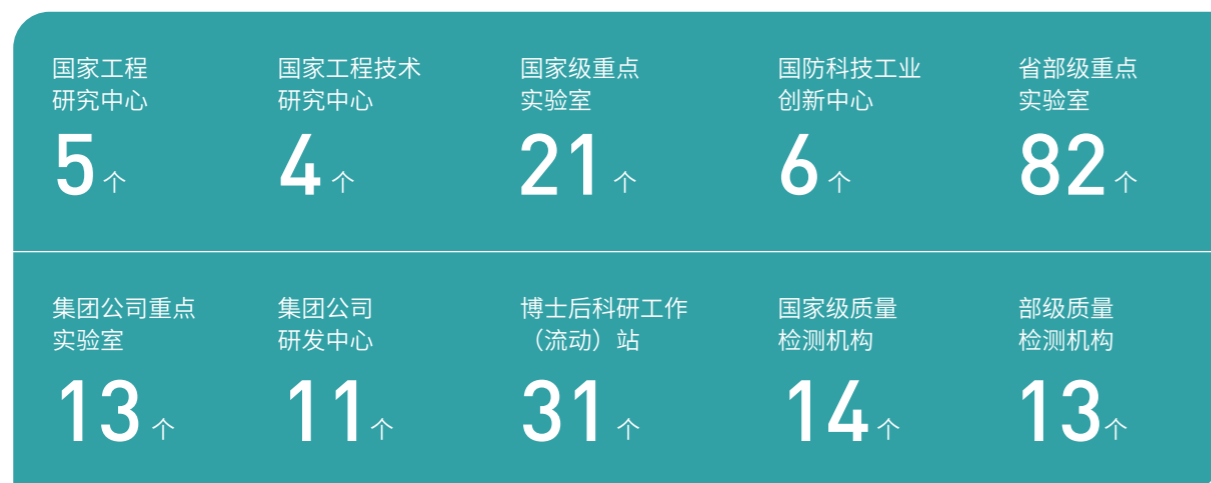 国家工程
研究中心
5个
国家工程技术
研究中心
4个
国家级重点
实验室
21个
国防科技工业
创新中心
6个
省部级重点
实验室
82个
集团公司重点
实验室
13个
集团公司
研发中心
11个
博士后科研工作
（流动）站
31个
国家级质量
检测机构
14个
部级质量
检测机构
13个